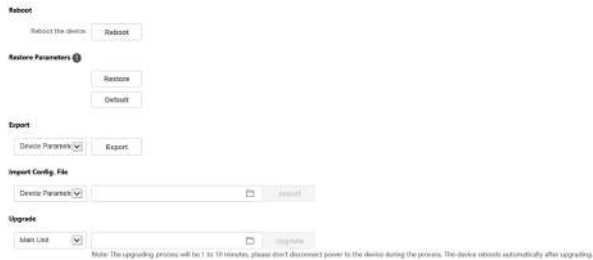 Reboot
Reboot the device. Reboot
Restore Parameters
Restore
Default
Export
Device Paramete Export
Import Config. File
Device Paramete Import
Upgrade
Main Unit Upgrade
Note: The upgrading process will be 1 to 10 minutes, please don't disconnect power to the device during the process. The device reboots automatically after upgrading.